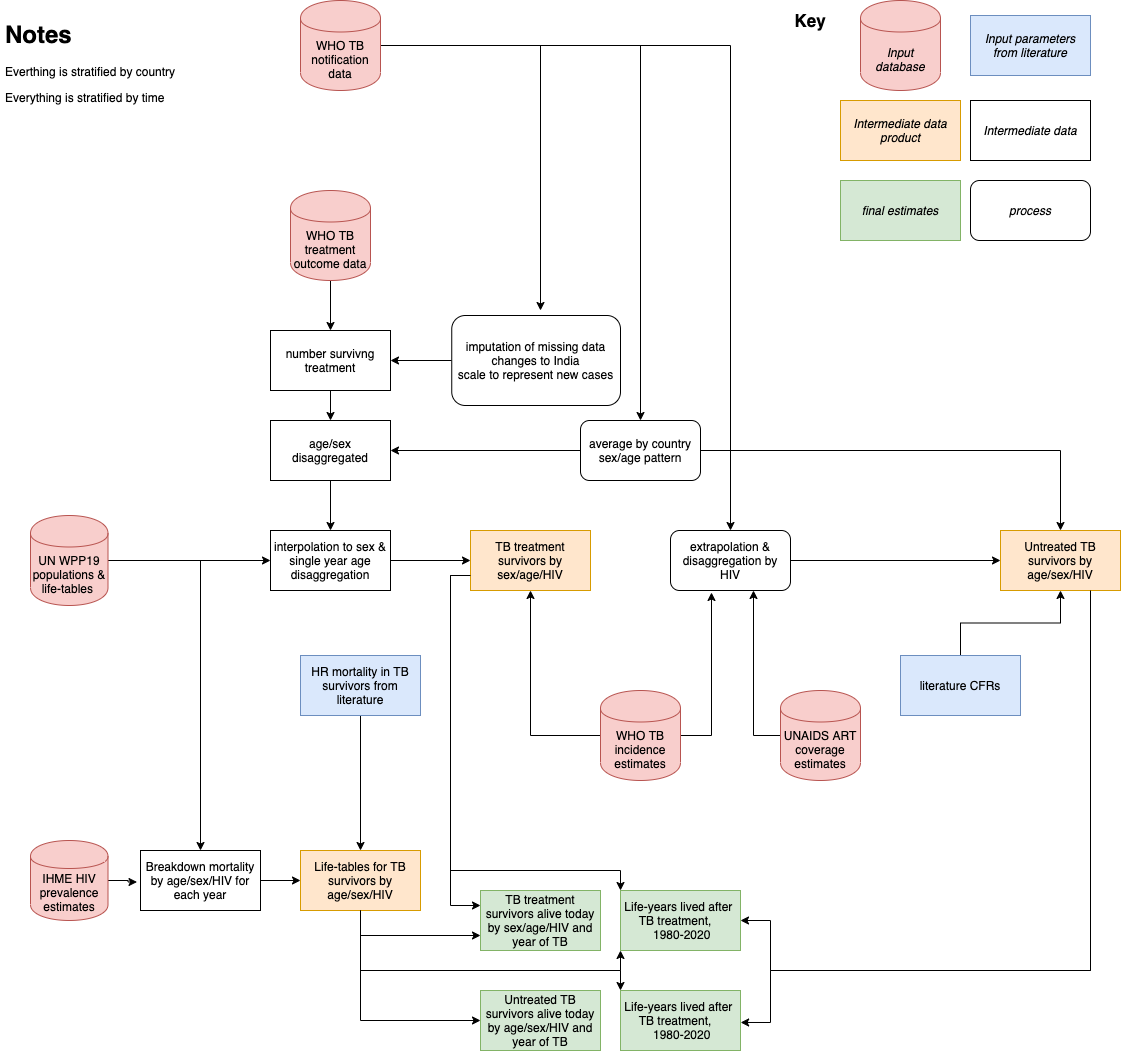 Notes
Everthing is stratified by country
Everything is stratified by time
WHO TB
notification
data
Key
Input
database
Input parameters
from literature
Intermediate data
product
Intermediate data
final estimates
process
WHO TB
treatment
outcome data
number survivng
treatment
imputation of missing data
changes to India
scale to represent new cases
age/sex
disaggregated
average by country
sex/age pattern
UN WPP19
populations &
life-tables
interpolation to sex &
single year age
disaggregation
TB treatment
survivors by
sex/age/HIV
extrapolation &
disaggregation by
HIV
Untreated TB
survivors by
age/sex/HIV
HR mortality in TB
survivors from
literature
literature CFRs
WHO TB
incidence
estimates
UNAIDS ART
coverage
estimates
IHME HIV
prevalence
estimates
Breakdown mortality
by age/sex/HIV for
each year
Life-tables for TB
survivors by
age/sex/HIV
TB treatment
survivors alive today
by sex/age/HIV and
year of TB
Life-years lived after
TB treatment,
1980-2020
Untreated TB
survivors alive today
by age/sex/HIV and
year of TB
Life-years lived after
TB treatment,
1980-2020